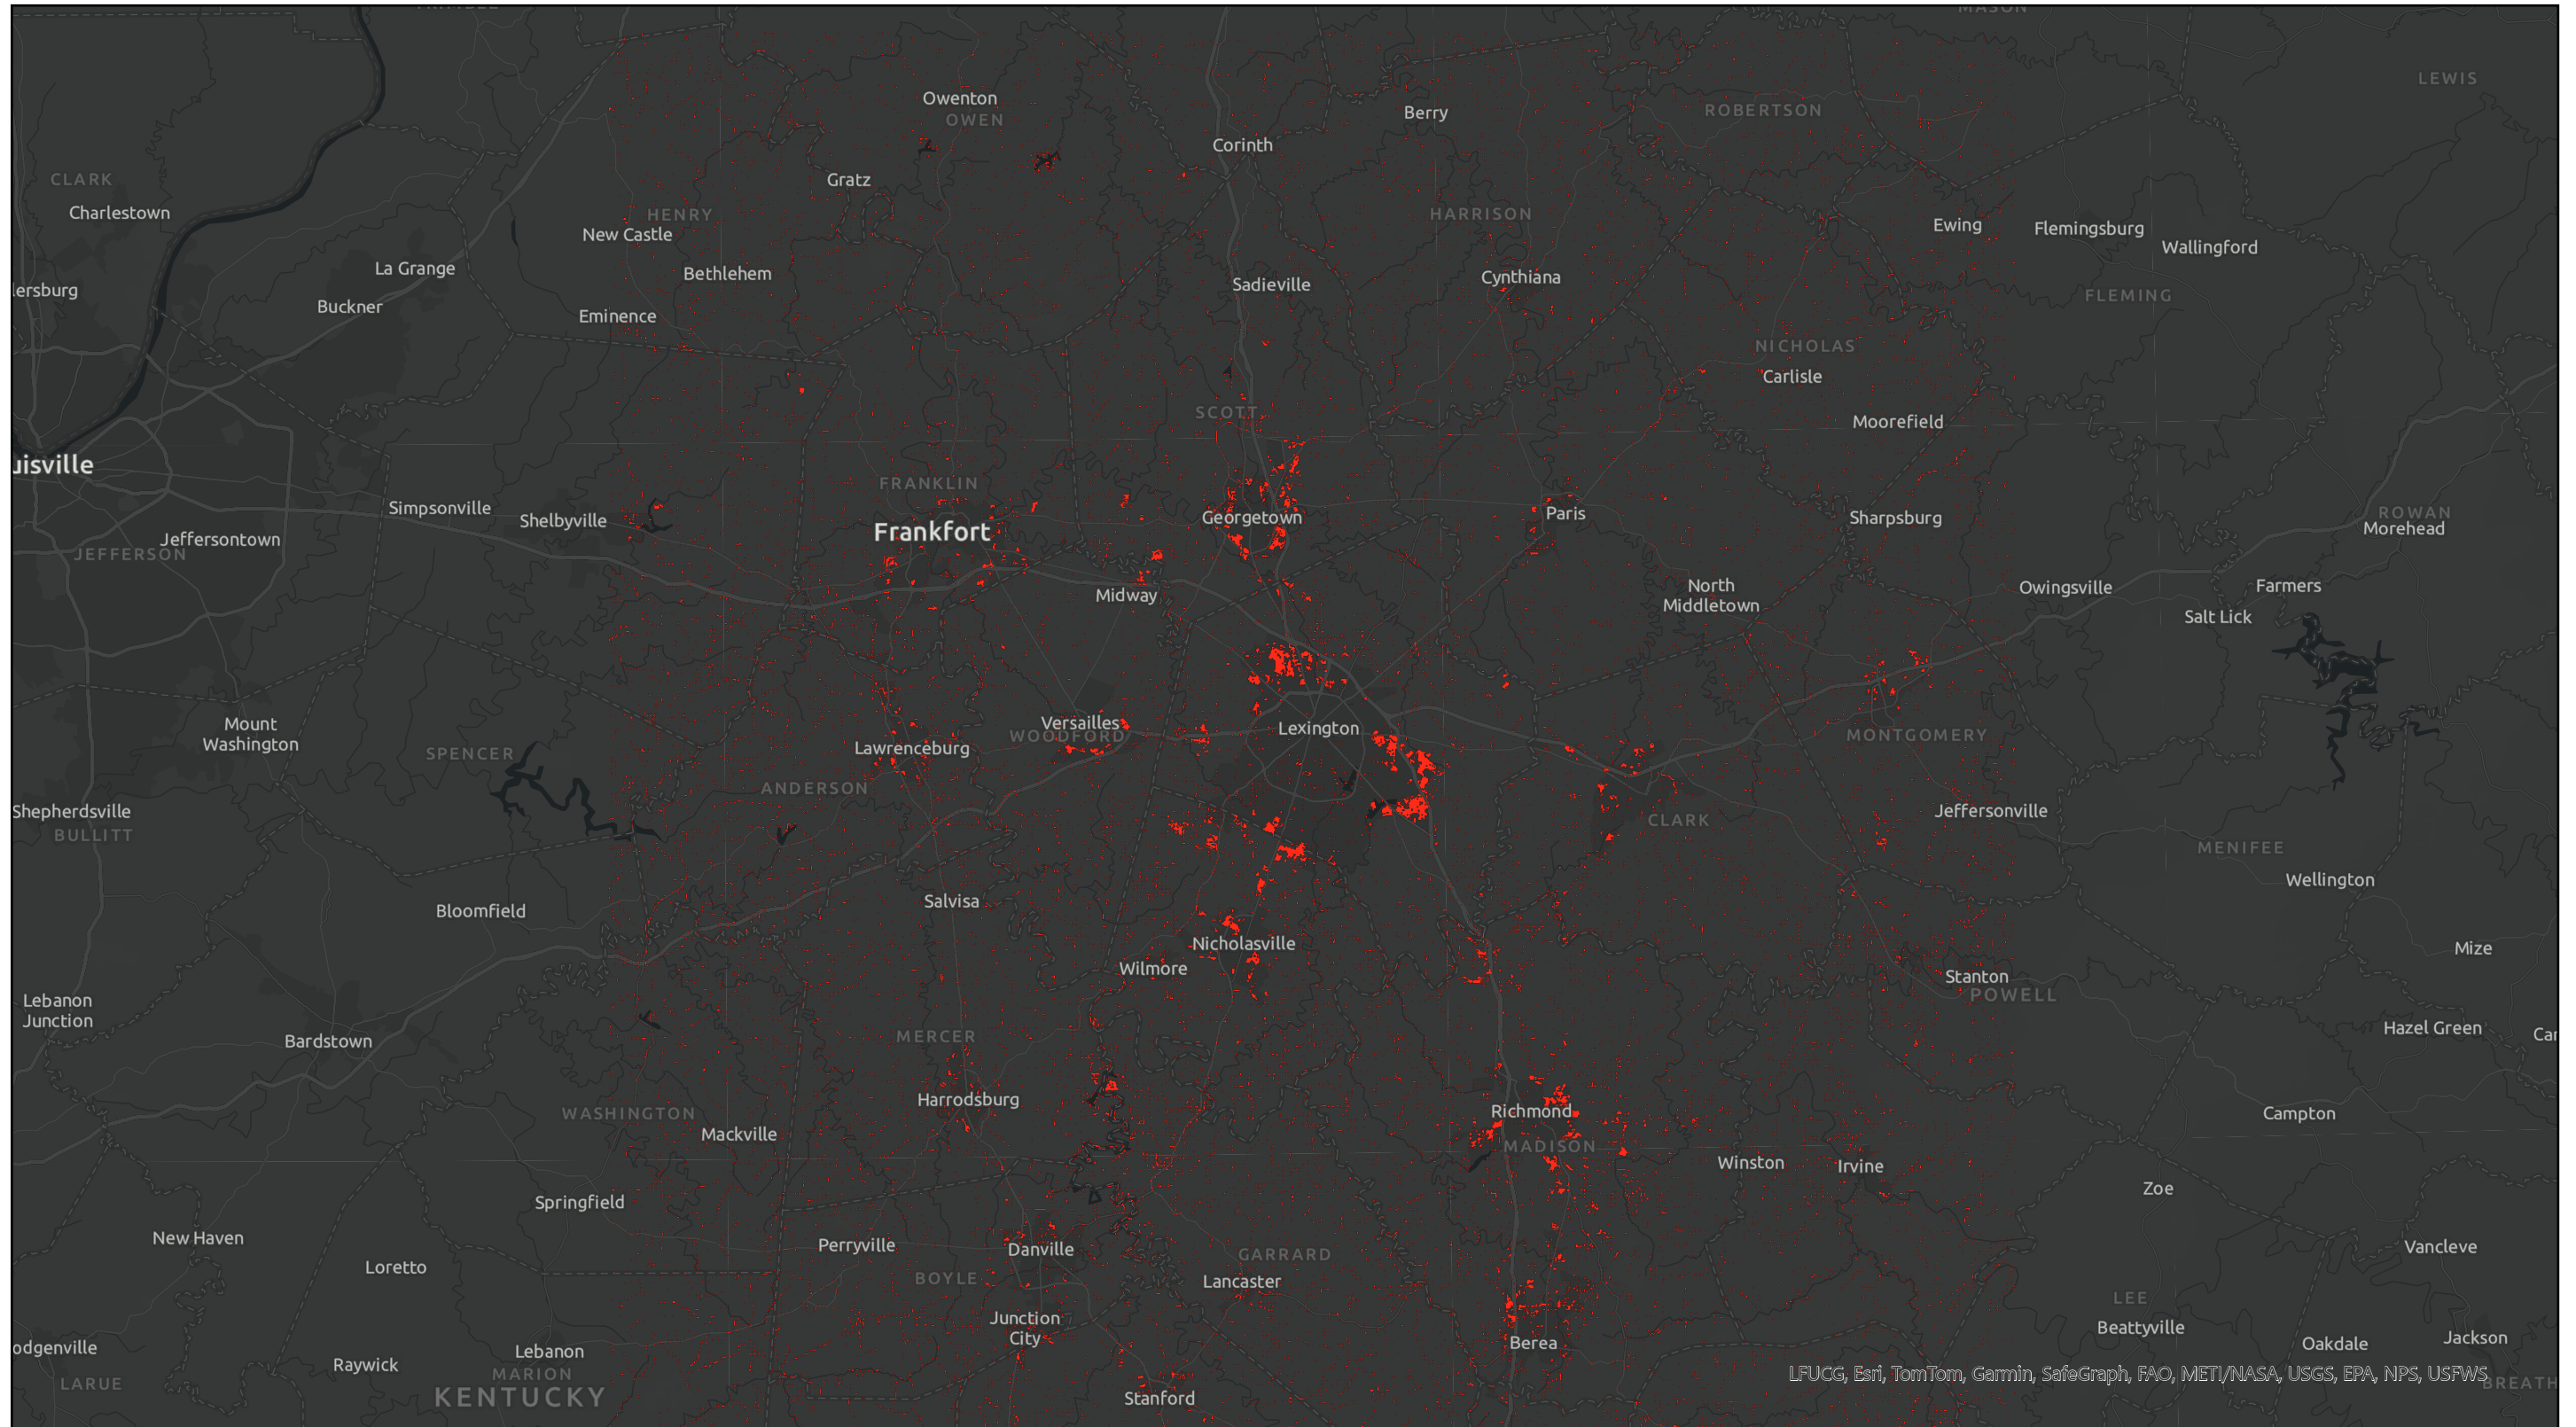 MASON
LEWIS
Owenton
OWEN
Berry
ROBERTSON
Corinth
CLARK
Gratz
Charlestown
HENRY
New Castle
HARRISON
Ewing
Flemingsburg
Wallingford
La Grange
Bethlehem
Cynthiana
Sadieville
lersburg
Buckner
FLEMING
Eminence
NICHOLAS
Carlisle
SCOTT
Moorefield
uisville
FRANKLIN
Simpsonville
Shelbyville
Georgetown
Paris
Sharpsburg
ROWAN
Morehead
Frankfort
Jeffersontown
JEFFERSON
Midway
North
Middletown
Owingsville
Farmers
Salt Lick
Mount
Washington
Versailles
WOODFORD
Lexington
SPENCER
Lawrenceburg
MONTGOMERY
ANDERSON
Shepherdsville
BULLITT
CLARK
Jeffersonville
MENIFEE
Wellington
Bloomfield
Salvisa
Nicholasville
Mize
Wilmore
Stanton
POWELL
Lebanon
Junction
Bardstown
MERCER
Hazel Green
Car
Harrodsburg
WASHINGTON
Mackville
Richmond
MADISON
Campton
Winston
Irvine
Zoe
Springfield
New Haven
Perryville
Danville
GARRARD
Vancleve
Loretto
BOYLE
Lancaster
LEE
Junction
City
Beattyville
odgenville
Raywick
Lebanon
MARION
KENTUCKY
Berea
Oakdale
Jackson
LARUE
Stanford
LFUCG, Esri, TomTom, Garmin, SafeGraph, FAO, METI/NASA, USGS, EPA, NPS, USFWS
BREATH